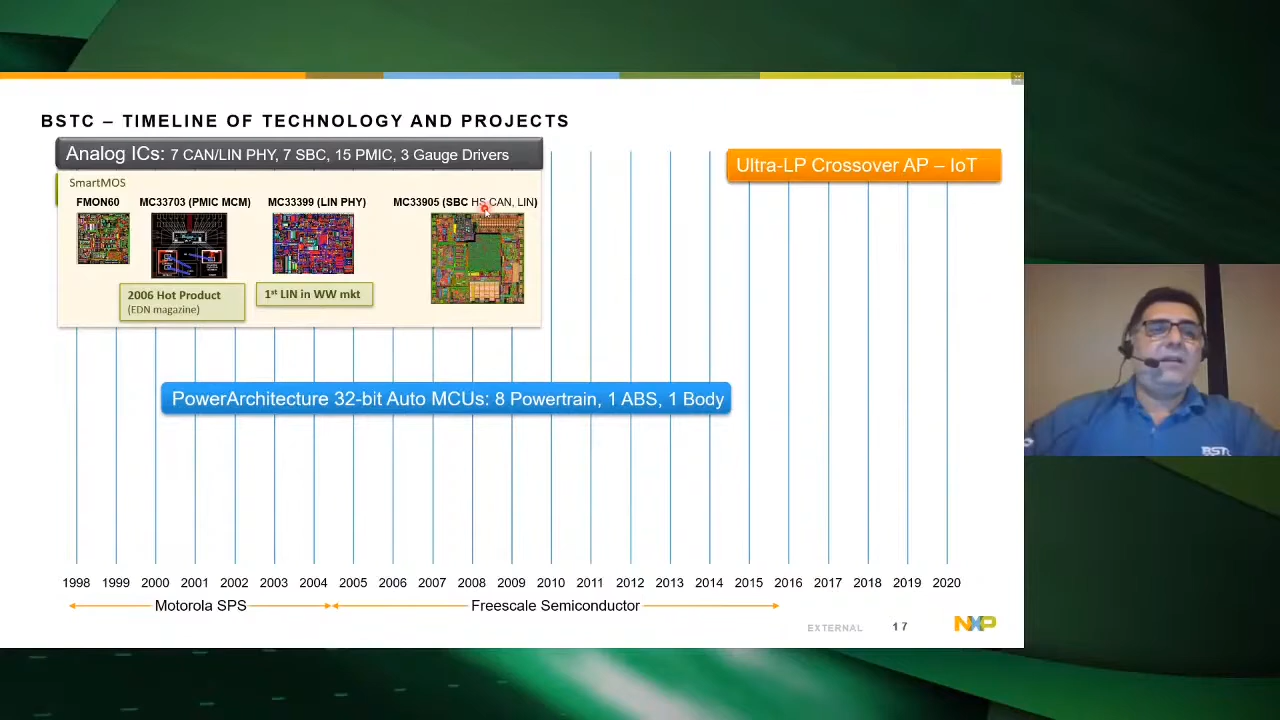 BSTC – TIMELINE OF TECHNOLOGY AND PROJECTS
Analog ICs: 7 CAN/LIN PHY, 7 SBC, 15 PMIC, 3 Gauge Drivers
Ultra-LP Crossover AP – IoT
SmartMOS
FMON60
MC33703 (PMIC MCM)
MC33399 (LIN PHY)
MC33905 (SBC HS CAN, LIN)
2006 Hot Product
(EDN magazine)
1st LIN in WW mkt
PowerArchitecture 32-bit Auto MCUs: 8 Powertrain, 1 ABS, 1 Body
1998 1999 2000 2001 2002 2003 2004 2005 2006 2007 2008 2009 2010 2011 2012 2013 2014 2015 2016 2017 2018 2019 2020
Motorola SPS
Freescale Semiconductor
EXTERNAL
17
NXP
BSTC